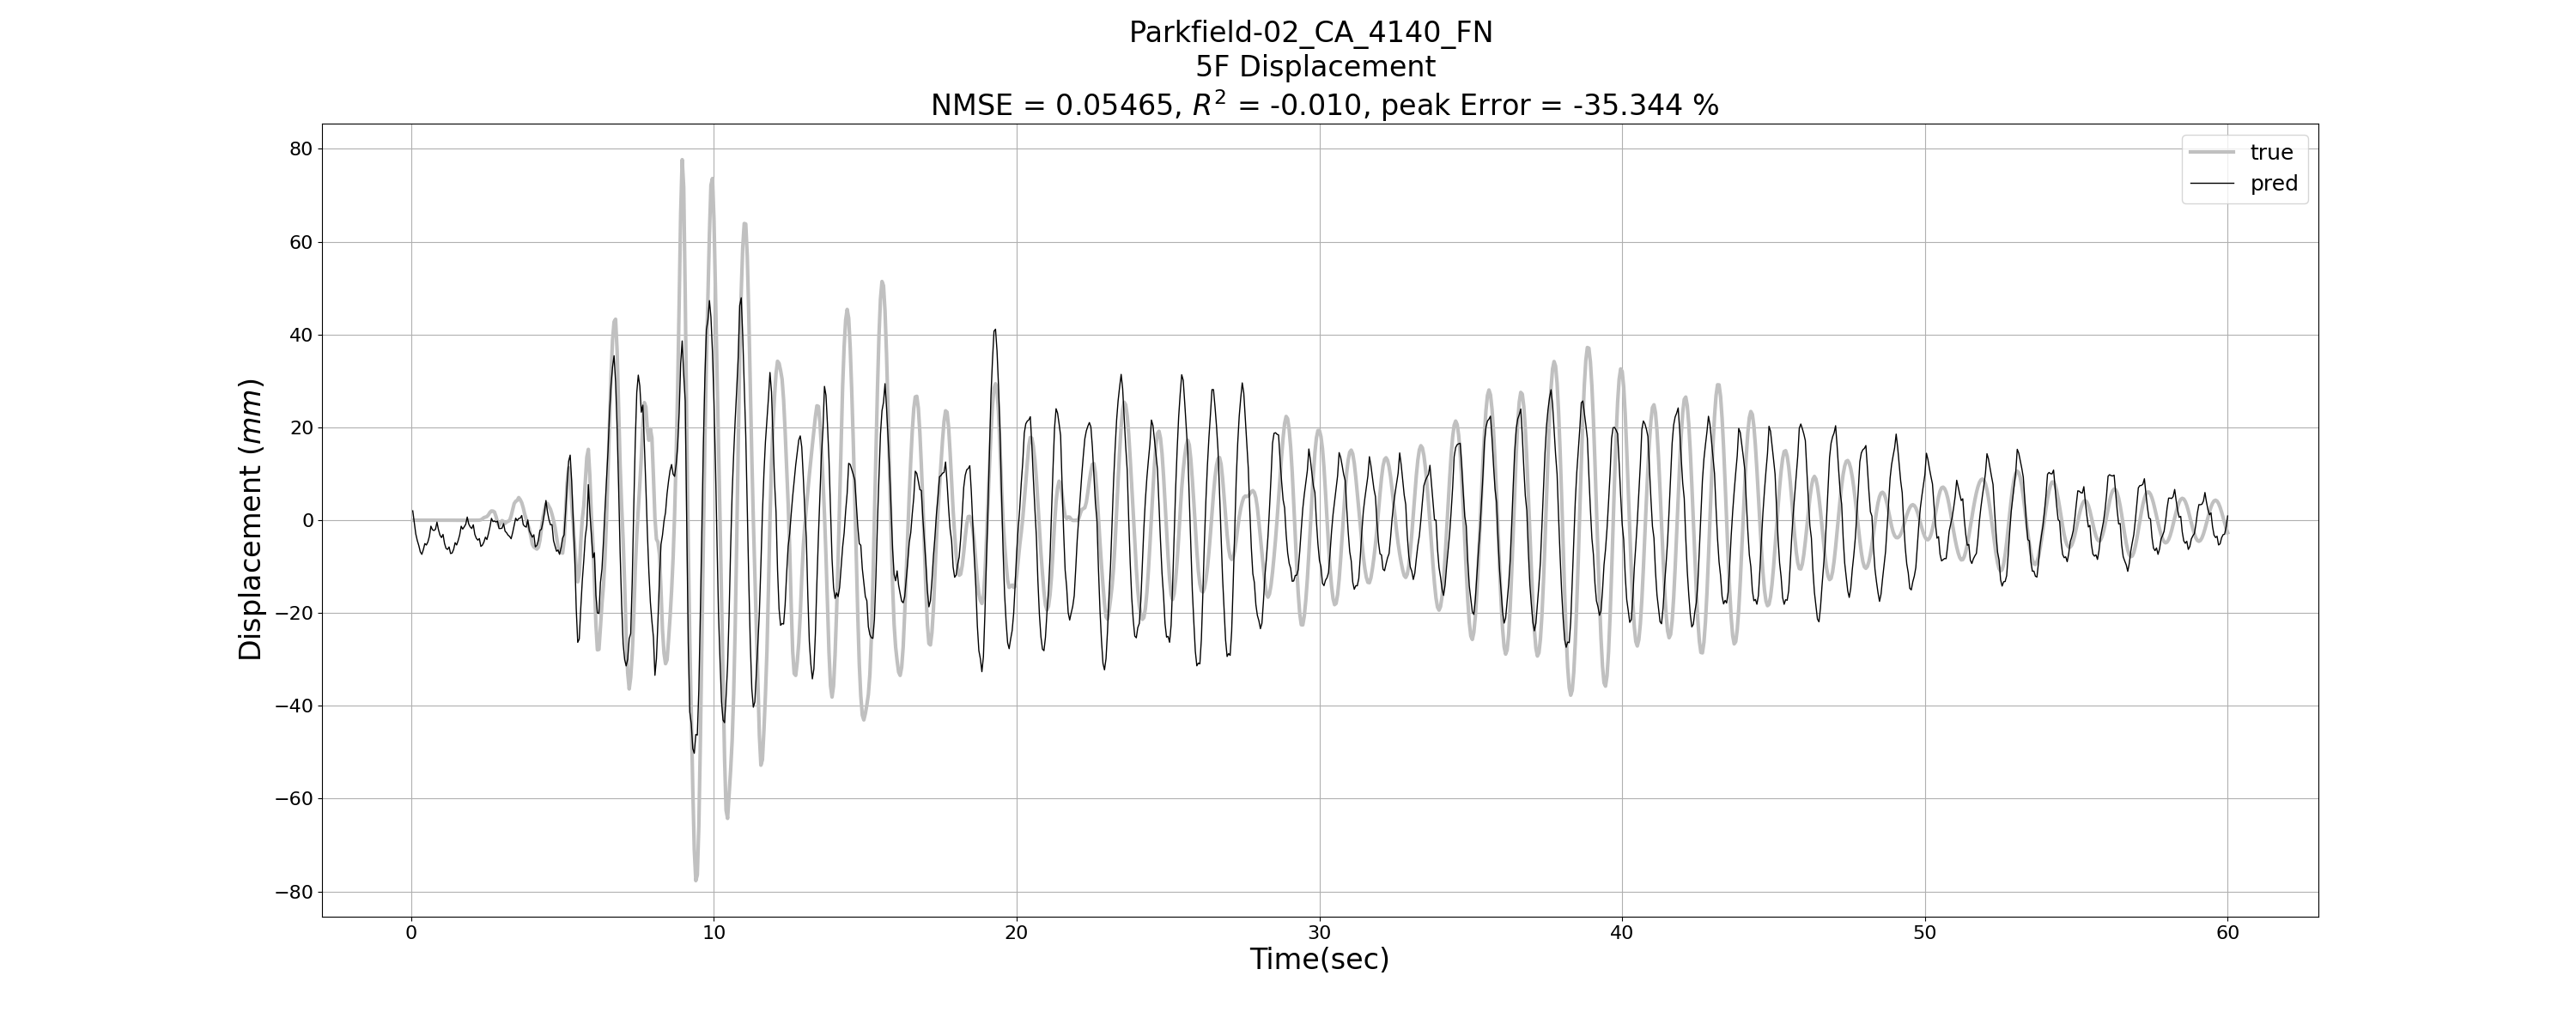 Parkfield-02_CA_4140_FN
5F Displacement
NMSE = 0.05465, R² = -0.010, peak Error = -35.344 %
true
pred
80
60
40
20
0
−20
−40
−60
−80
Displacement (mm)
0 10 20 30 40 50 60
Time(sec)